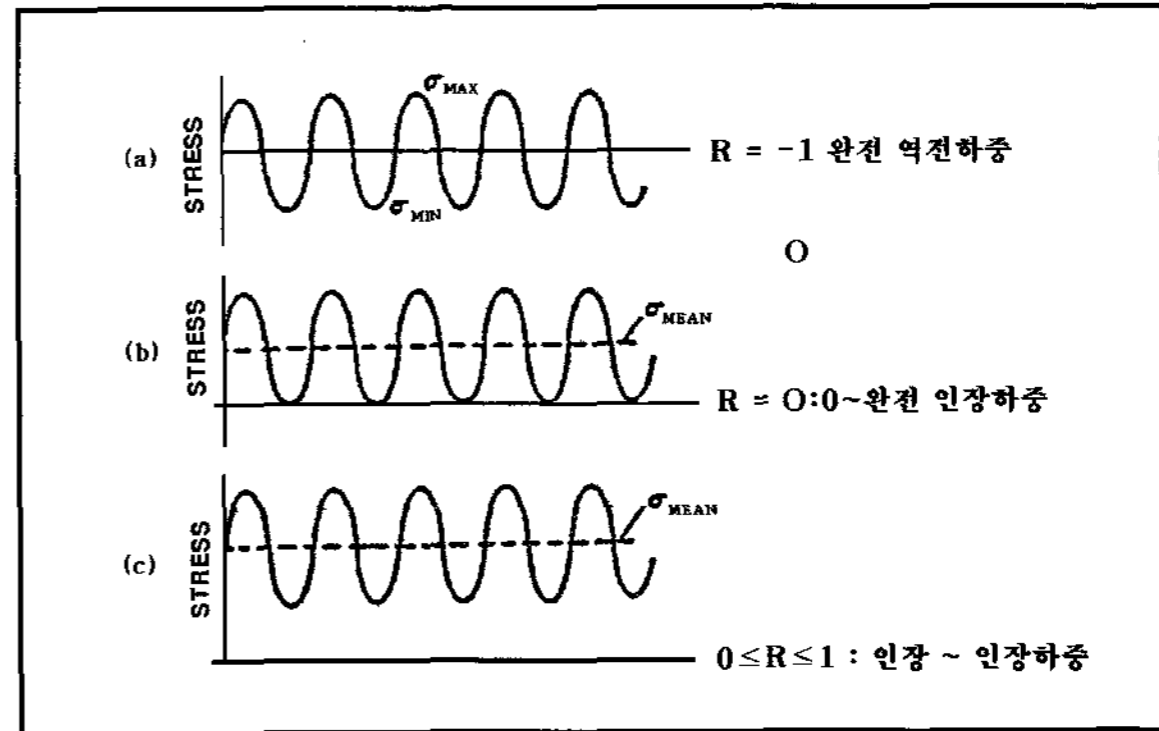 (a)
STRESS
σMAX
σMIN
R = -1 완전 역전하중
O
(b)
STRESS
σMEAN
R = O:0~완전 인장하중
(c)
STRESS
σMEAN
0≤R≤1 : 인장 ~ 인장하중